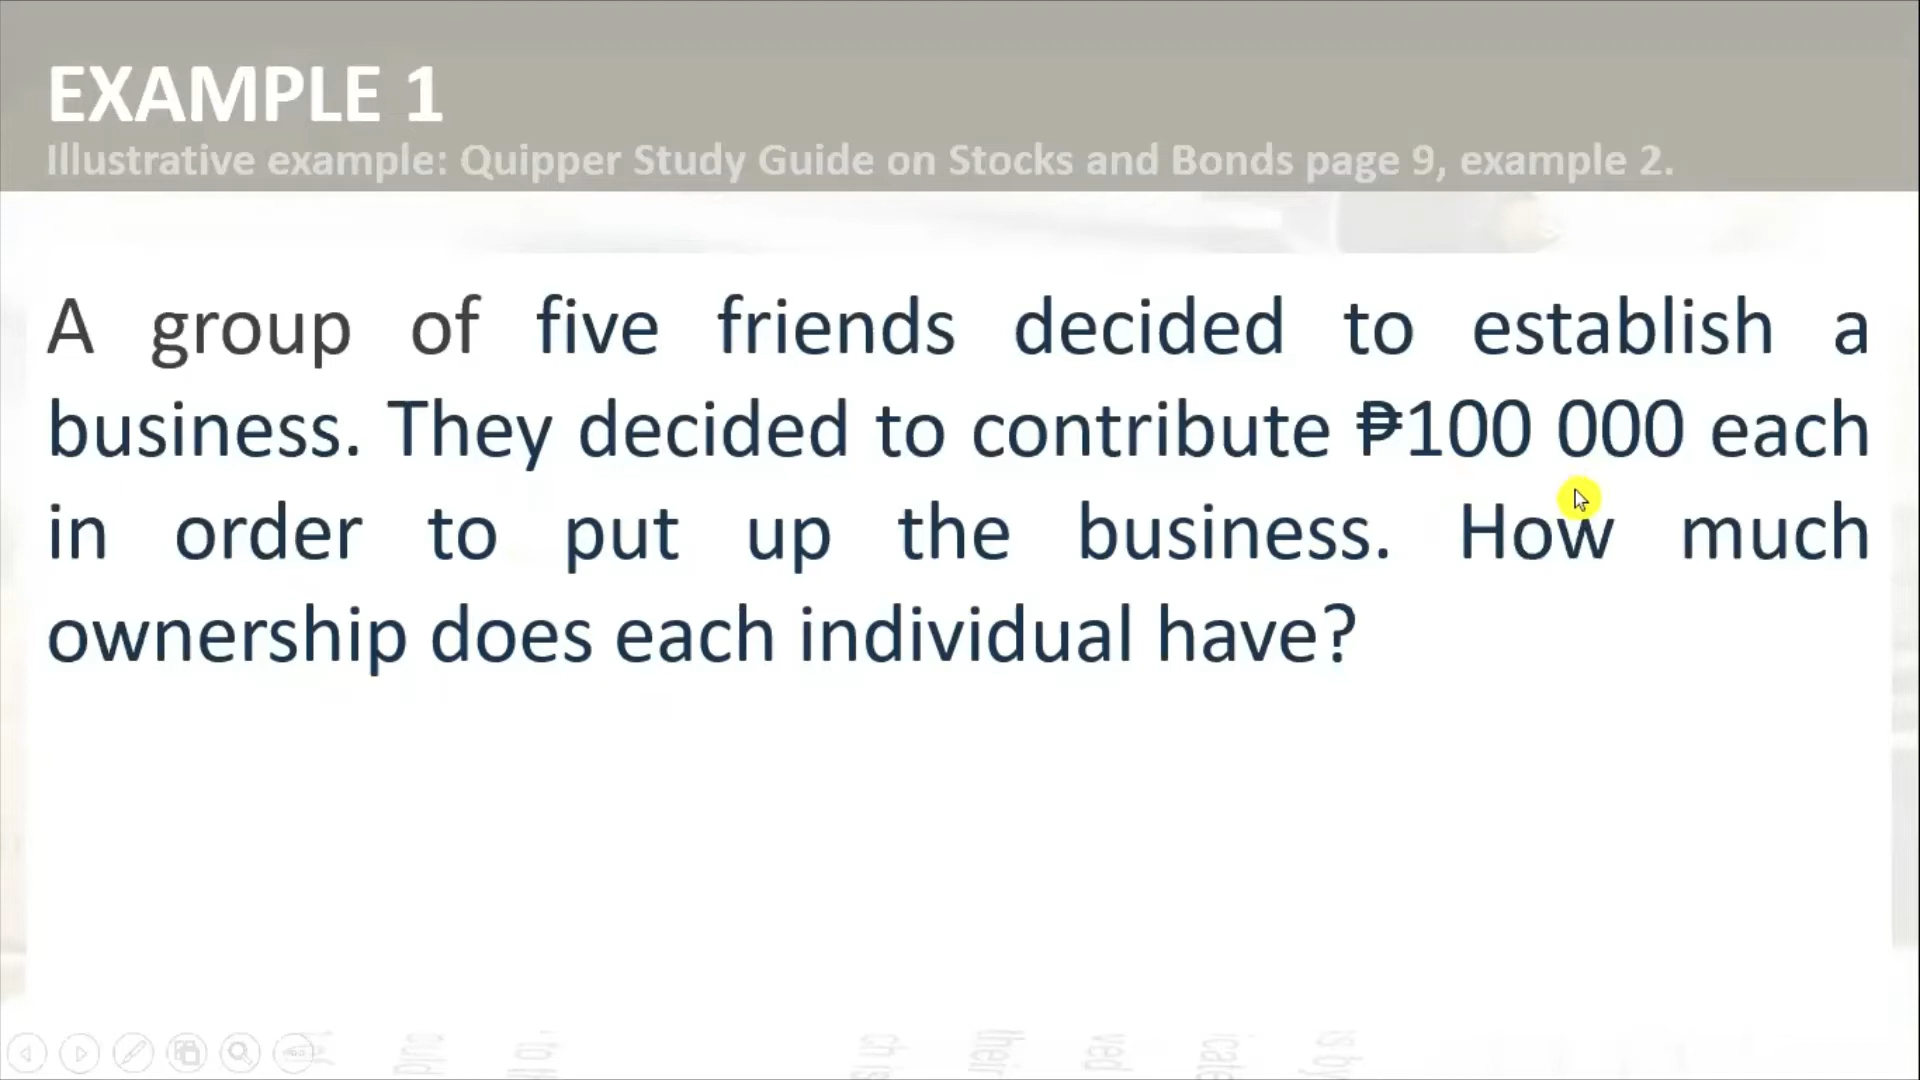 EXAMPLE 1
Illustrative example: Quipper Study Guide on Stocks and Bonds page 9, example 2.
A group of five friends decided to establish a
business. They decided to contribute ₱100 000 each
in order to put up the business. How much
ownership does each individual have?